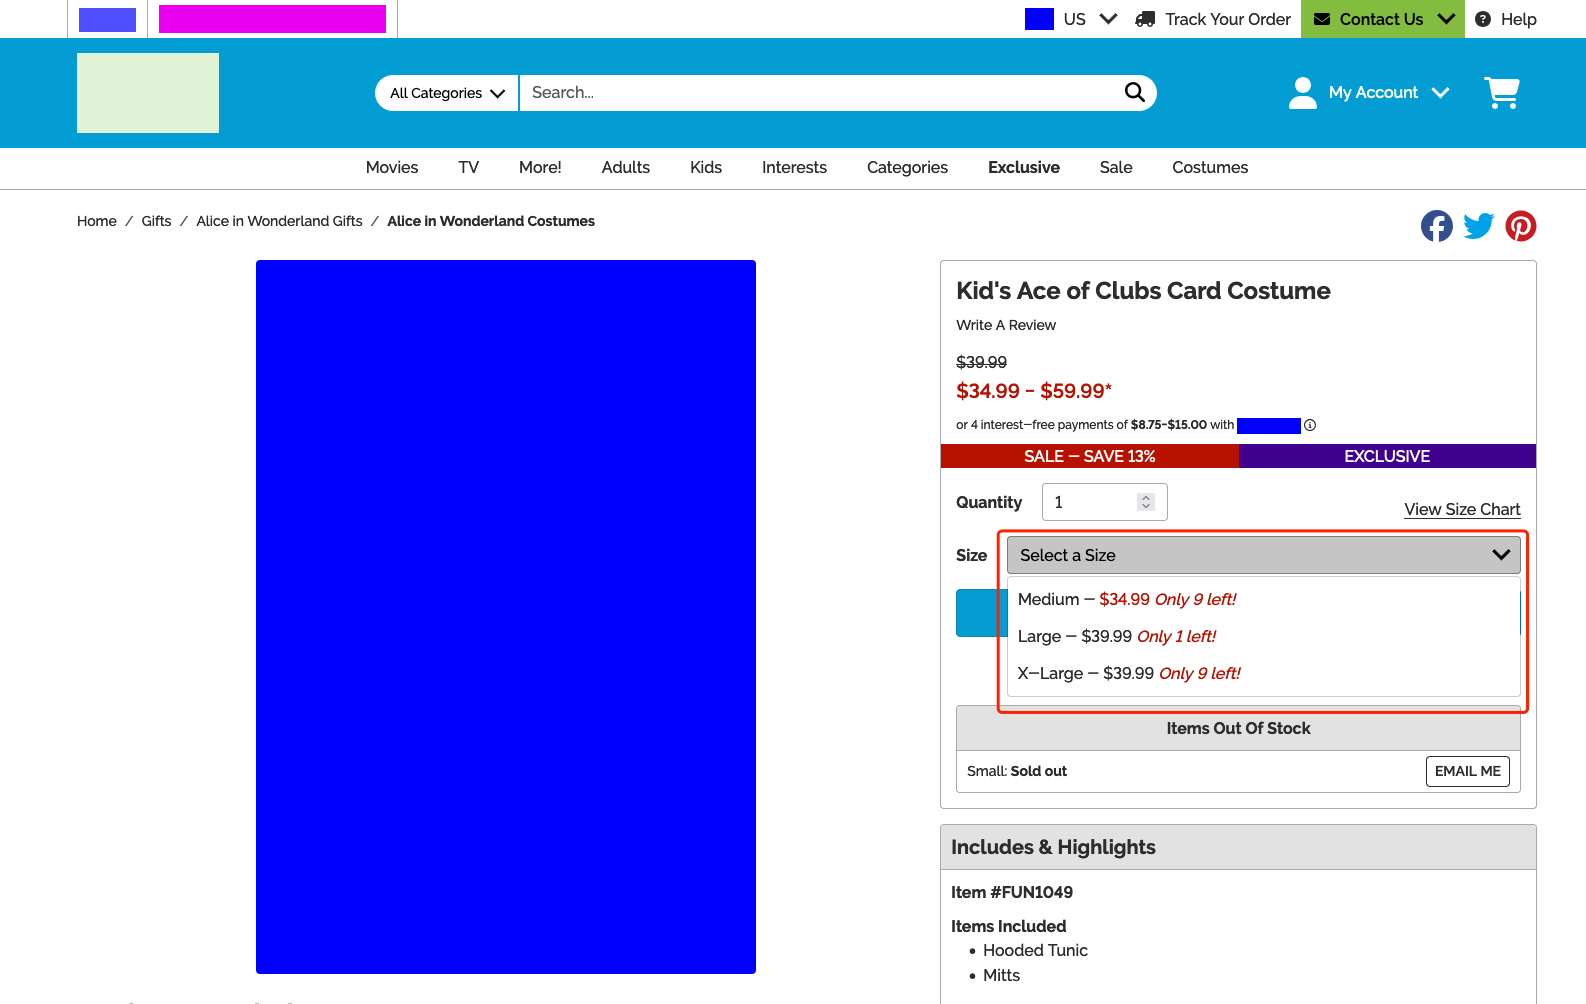 US
Track Your Order
Contact Us
Help
All Categories
Search...
My Account
Movies TV More! Adults Kids Interests Categories Exclusive Sale Costumes
Home / Gifts / Alice in Wonderland Gifts / Alice in Wonderland Costumes
Kid's Ace of Clubs Card Costume
Write A Review
$39.99
$34.99 - $59.99*
or 4 interest-free payments of $8.75-$15.00 with
SALE - SAVE 13%
EXCLUSIVE
Quantity 1
View Size Chart
Size Select a Size
Medium - $34.99 Only 9 left!
Large - $39.99 Only 1 left!
X-Large - $39.99 Only 9 left!
Items Out Of Stock
Small: Sold out
EMAIL ME
Includes & Highlights
Item #FUN1049
Items Included
• Hooded Tunic
• Mitts